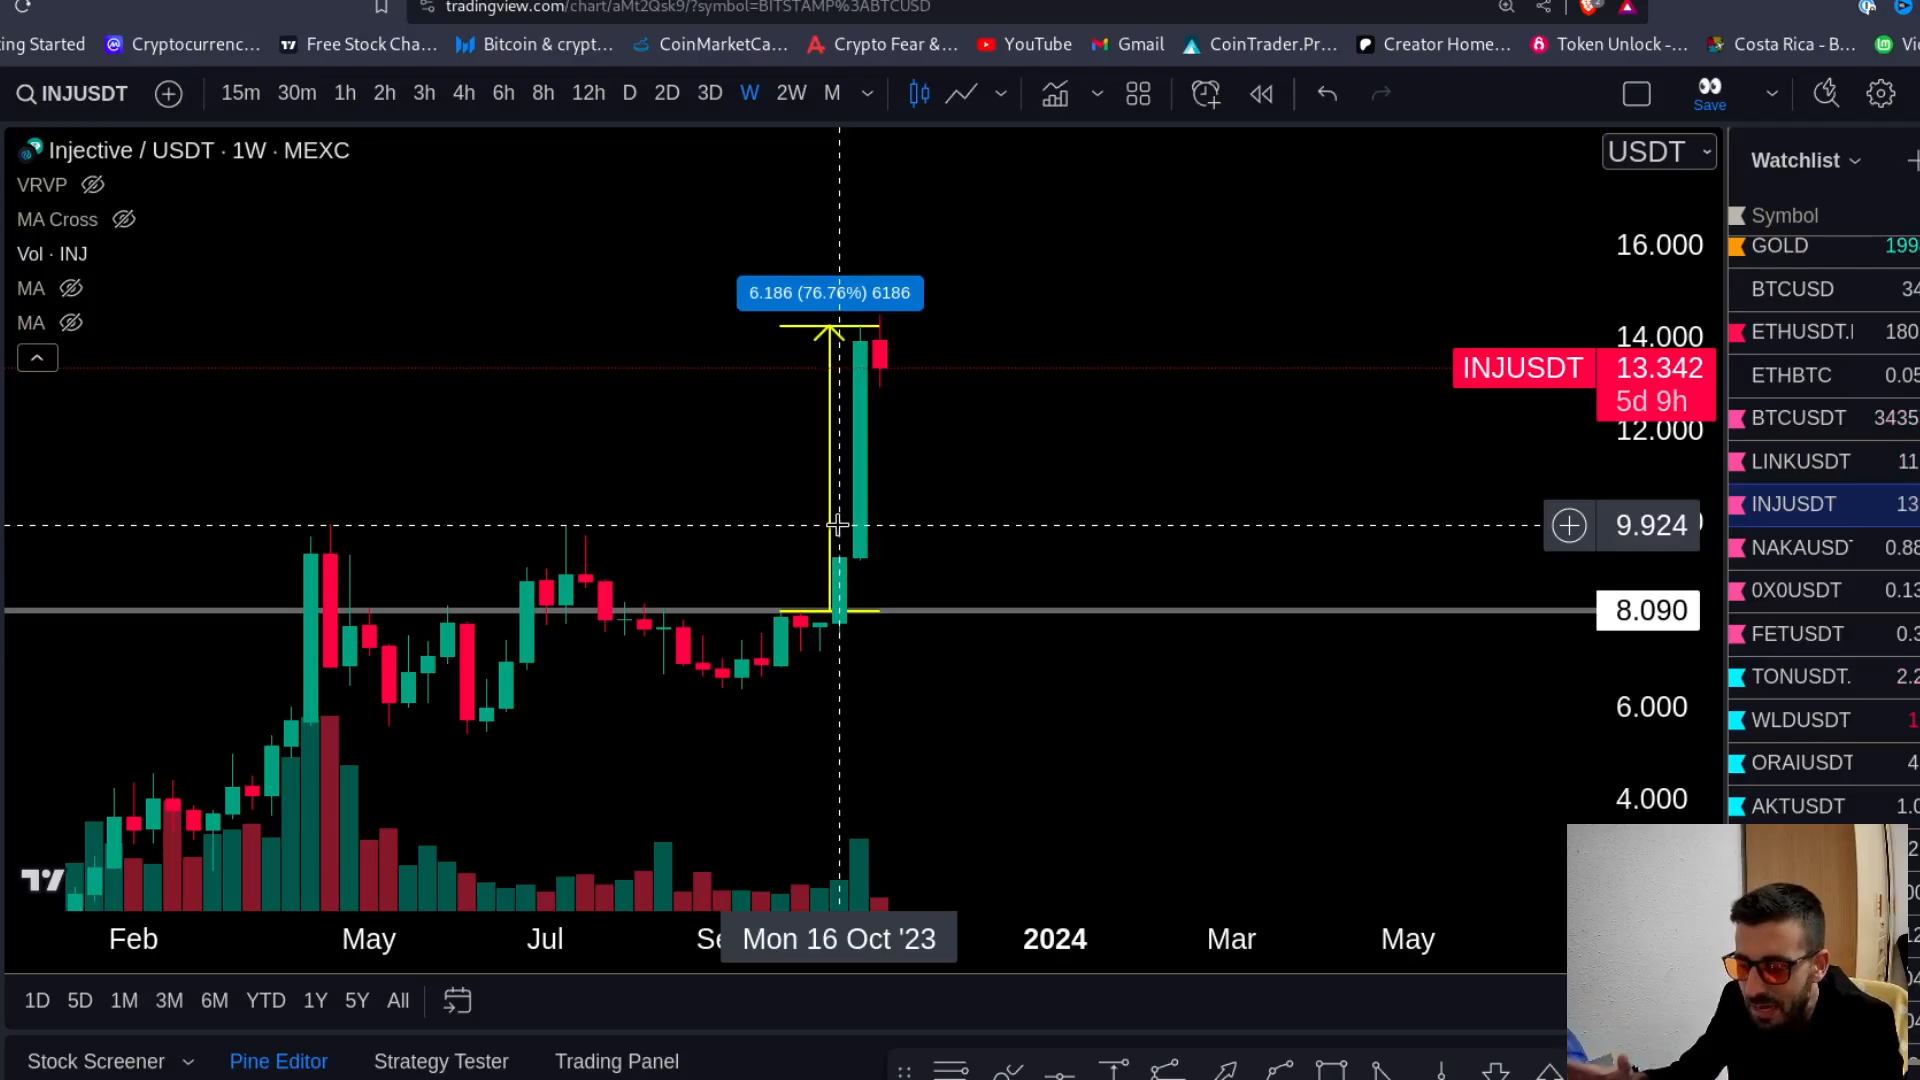 tradingview.com/chart/aMt2Qsk9/?symbol=BITSTAMP%3ABTCUSD
ing Started Cryptocurrenc... Free Stock Cha... Bitcoin & crypt... CoinMarketCa... Crypto Fear &... YouTube Gmail CoinTrader.Pr... Creator Home... Token Unlock -... Costa Rica - B... Vi
INJUSDT 15m 30m 1h 2h 3h 4h 6h 8h 12h D 2D 3D W 2W M Save
Injective / USDT · 1W · MEXC
USDT
Watchlist
VRVP
MA Cross
Symbol
Vol · INJ
16.000
GOLD 199
MA
6.186 (76.76%) 6186
BTCUSD 34
MA
14.000
ETHUSDT. 180
INJUSDT 13.342
5d 9h
ETHBTC 0.05
12.000
BTCUSDT 3435
LINKUSDT 11
INJUSDT 13
9.924
NAKAUSDT 0.88
0X0USDT 0.13
8.090
FETUSDT 0.3
TONUSDT. 2.2
6.000
WLDUSDT 1
ORAIUSDT 4
4.000
AKTUSDT 1.0
Feb May Jul Se Mon 16 Oct '23 2024 Mar May
1D 5D 1M 3M 6M YTD 1Y 5Y All
Stock Screener Pine Editor Strategy Tester Trading Panel